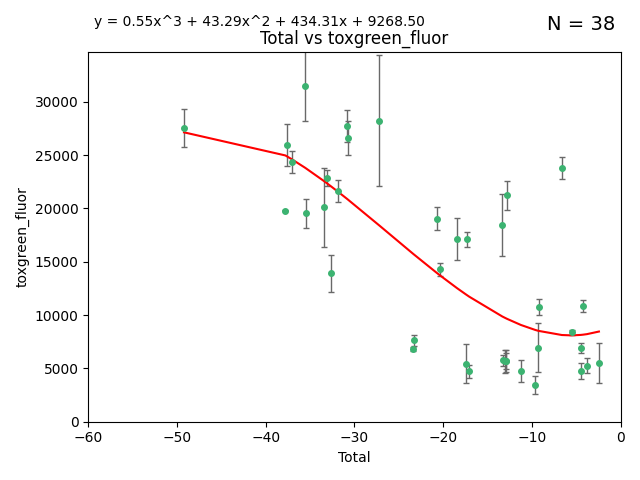 y = 0.55x^3 + 43.29x^2 + 434.31x + 9268.50
N = 38
Total vs toxgreen_fluor
toxgreen_fluor
30000
25000
20000
15000
10000
5000
0
−60
−50
−40
−30
−20
−10
0
Total